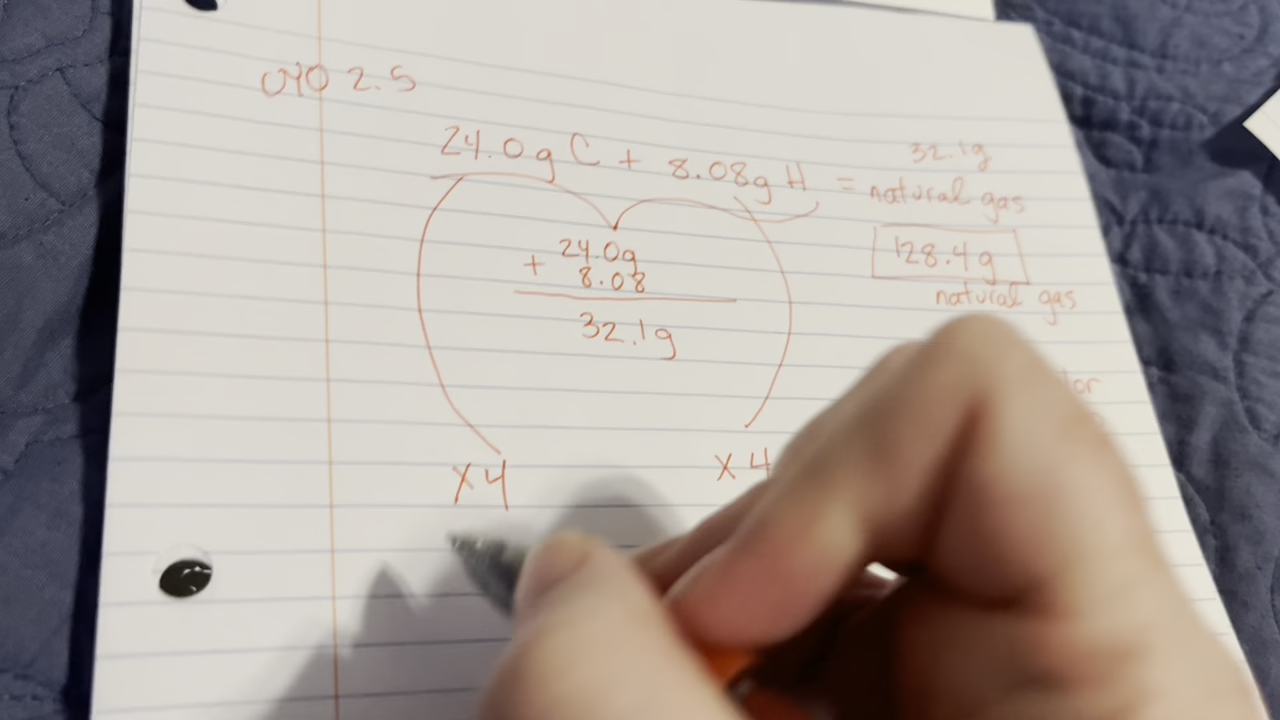 UYO 2.5
24.0g C + 8.08g H = 32.1g natural gas
24.0g
+ 8.08
32.1g
128.4g
natural gas
x4 x4